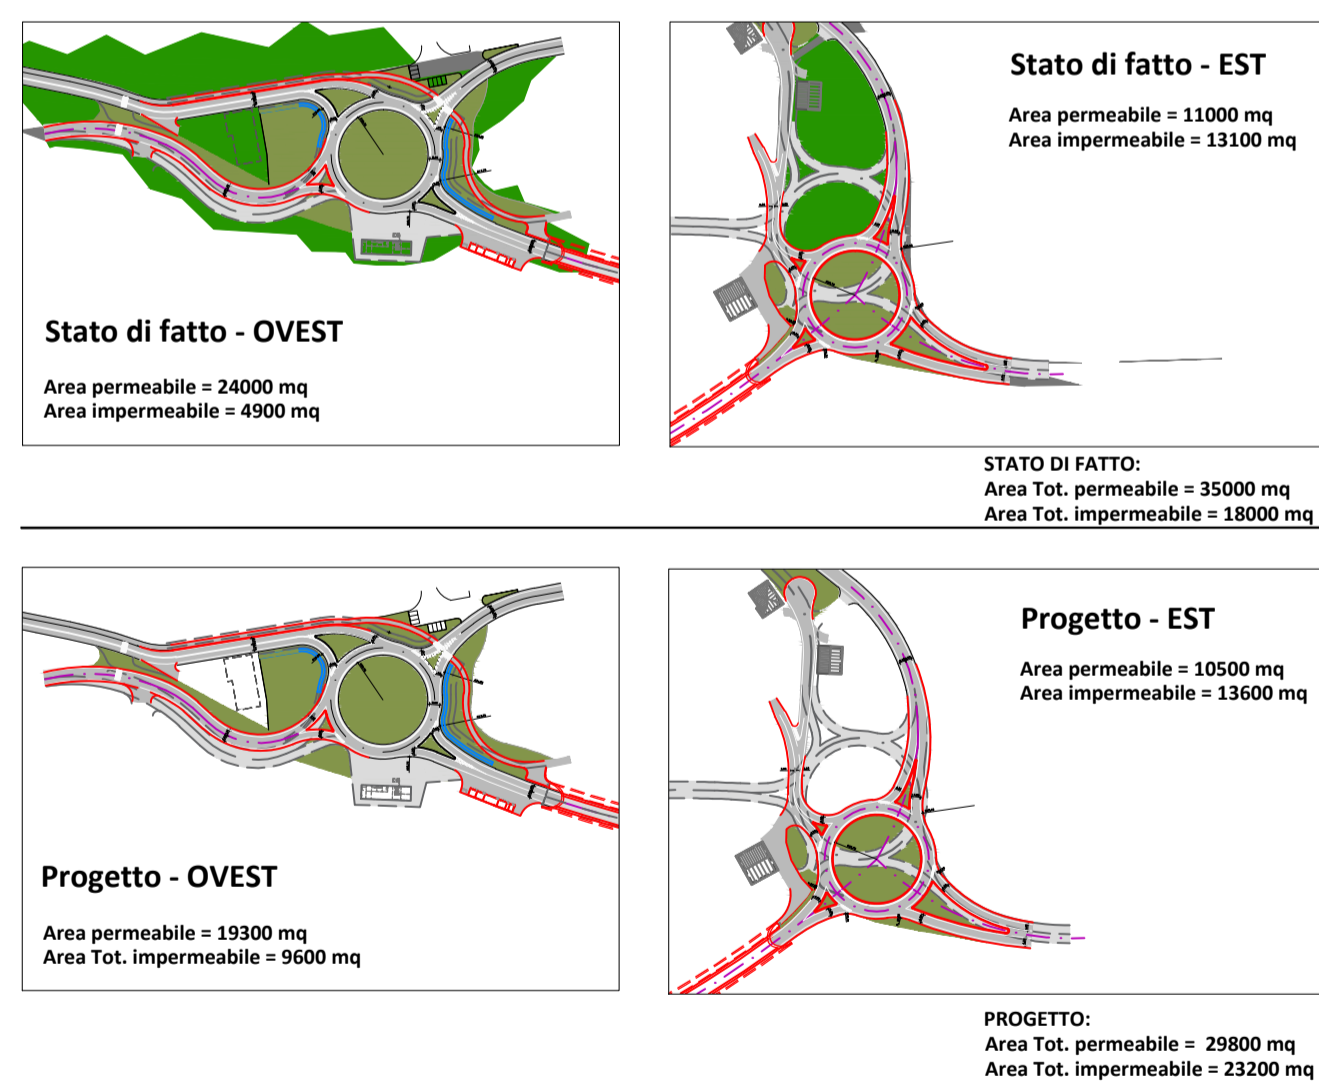 Stato di fatto - OVEST
Area permeabile = 24000 mq
Area impermeabile = 4900 mq
Stato di fatto - EST
Area permeabile = 11000 mq
Area impermeabile = 13100 mq
STATO DI FATTO:
Area Tot. permeabile = 35000 mq
Area Tot. impermeabile = 18000 mq
Progetto - OVEST
Area permeabile = 19300 mq
Area Tot. impermeabile = 9600 mq
Progetto - EST
Area permeabile = 10500 mq
Area impermeabile = 13600 mq
PROGETTO:
Area Tot. permeabile = 29800 mq
Area Tot. impermeabile = 23200 mq